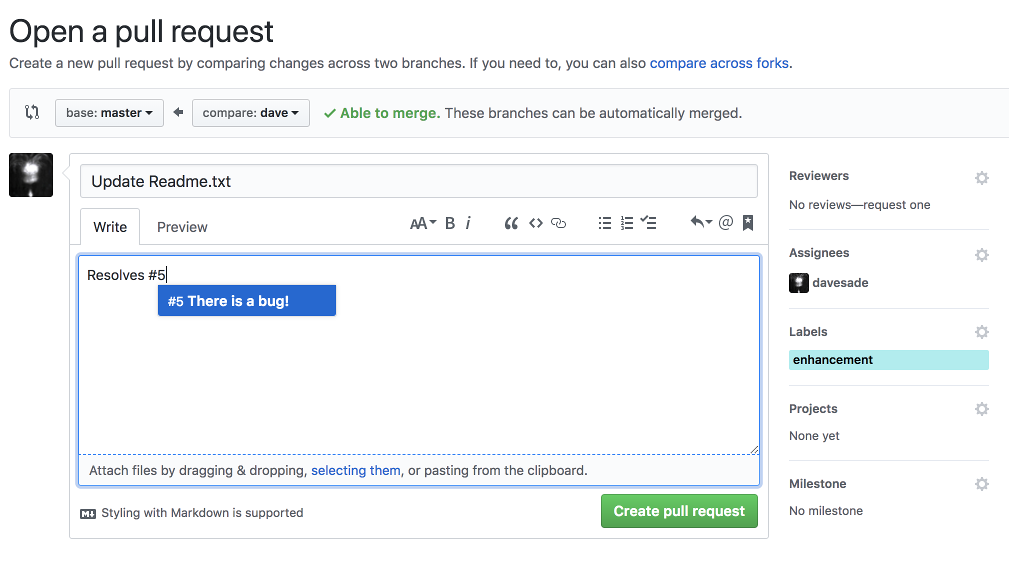 Open a pull request
Create a new pull request by comparing changes across two branches. If you need to, you can also compare across forks.
base: master
compare: dave
Able to merge. These branches can be automatically merged.
Update Readme.txt
Write
Preview
AA B i
Resolves #5
#5 There is a bug!
Attach files by dragging & dropping, selecting them, or pasting from the clipboard.
Styling with Markdown is supported
Create pull request
Reviewers
No reviews—request one
Assignees
davesade
Labels
enhancement
Projects
None yet
Milestone
No milestone